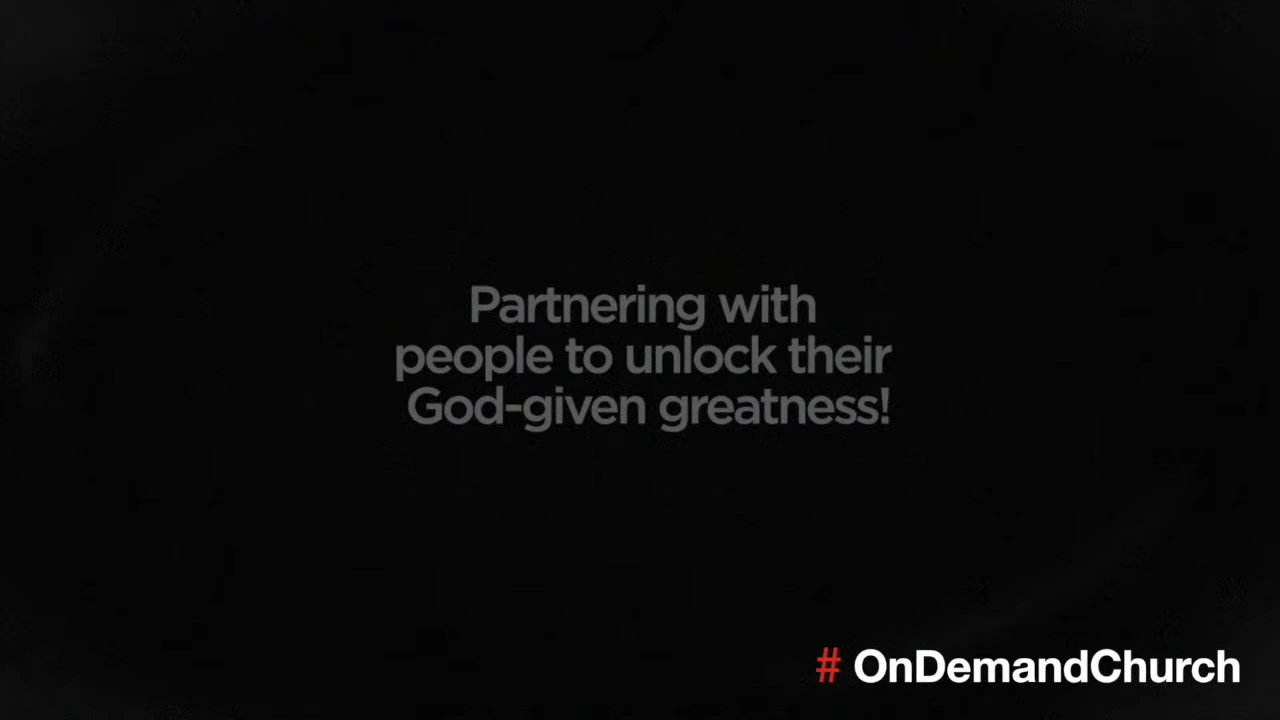 Partnering with
people to unlock their
God-given greatness!
# OnDemandChurch